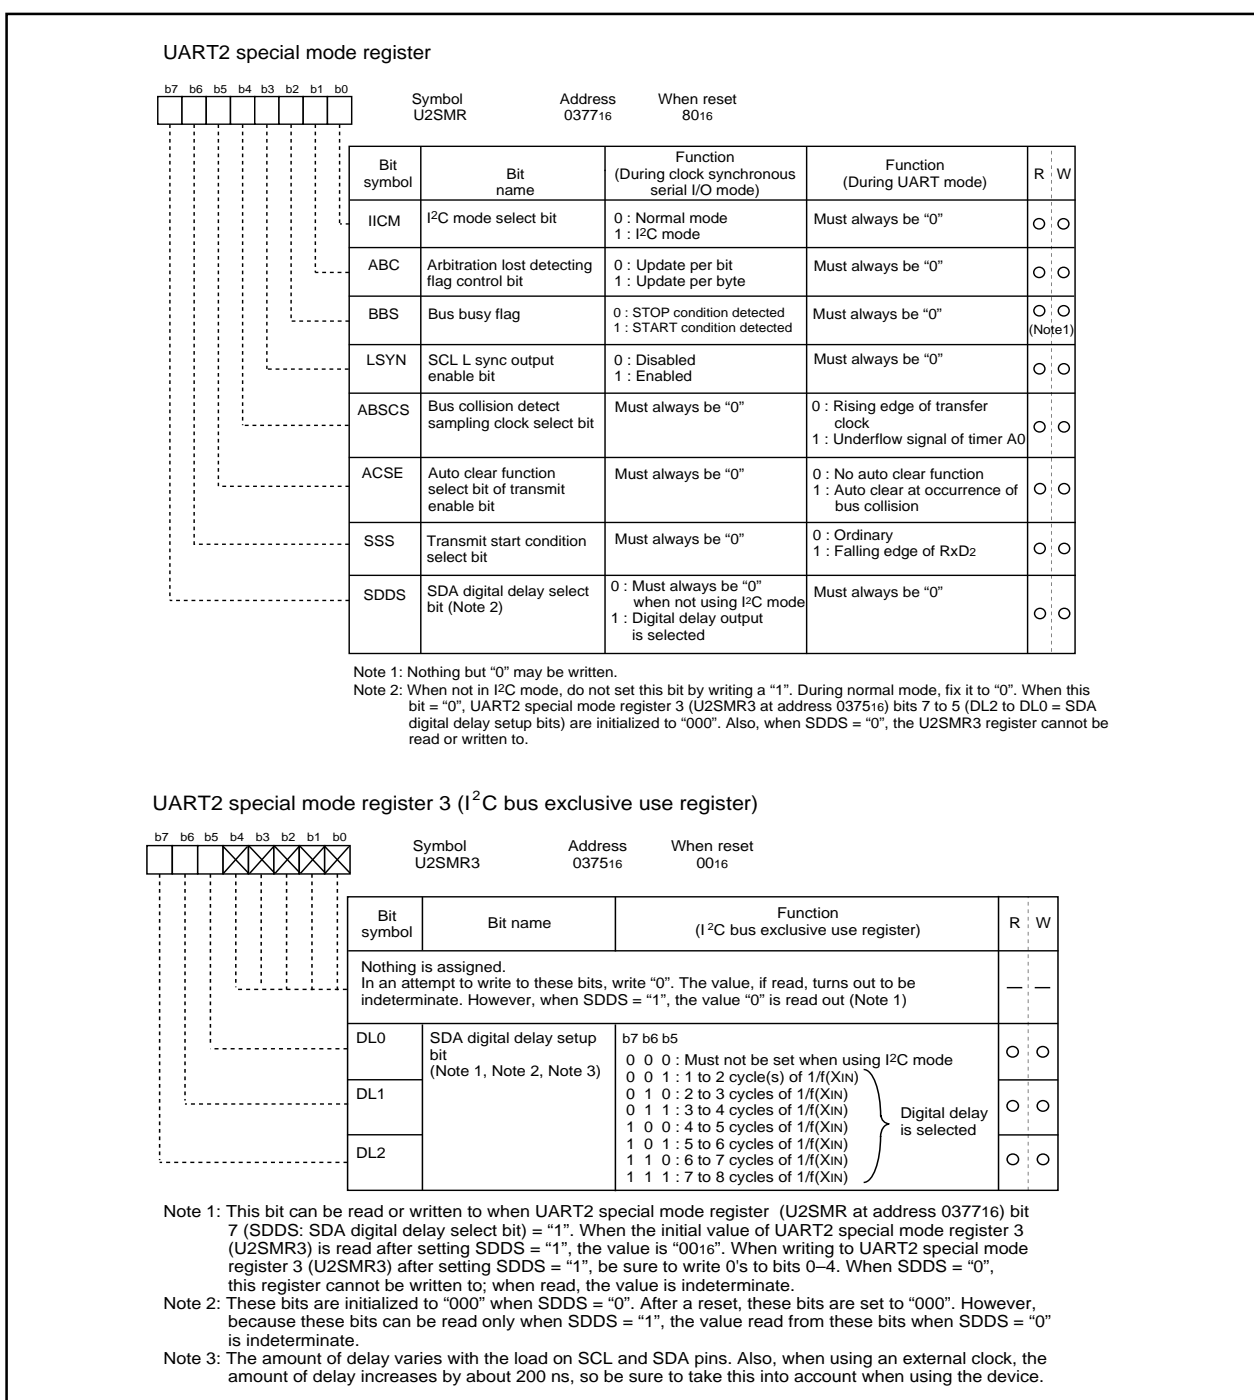 UART2 special mode register
b7 b6 b5 b4 b3 b2 b1 b0
Symbol Address When reset
U2SMR 037716 8016
Bit symbol Bit name Function (During clock synchronous serial I/O mode) Function (During UART mode) R W
IICM I2C mode select bit 0 : Normal mode Must always be “0”
1 : I2C mode
ABC Arbitration lost detecting 0 : Update per bit Must always be “0”
flag control bit 1 : Update per byte
BBS Bus busy flag 0 : STOP condition detected Must always be “0”
1 : START condition detected (Note1)
LSYN SCL L sync output 0 : Disabled Must always be “0”
enable bit 1 : Enabled
ABSCS Bus collision detect Must always be “0” 0 : Rising edge of transfer
sampling clock select bit clock
1 : Underflow signal of timer A0
ACSE Auto clear function Must always be “0” 0 : No auto clear function
select bit of transmit 1 : Auto clear at occurrence of
enable bit bus collision
SSS Transmit start condition Must always be “0” 0 : Ordinary
select bit 1 : Falling edge of RxD2
SDDS SDA digital delay select 0 : Must always be “0” Must always be “0”
bit (Note 2) when not using I2C mode
1 : Digital delay output
is selected
Note 1: Nothing but “0” may be written.
Note 2: When not in I2C mode, do not set this bit by writing a “1”. During normal mode, fix it to “0”. When this
bit = “0”, UART2 special mode register 3 (U2SMR3 at address 037516) bits 7 to 5 (DL2 to DL0 = SDA
digital delay setup bits) are initialized to “000”. Also, when SDDS = “0”, the U2SMR3 register cannot be
read or written to.
UART2 special mode register 3 (I2C bus exclusive use register)
b7 b6 b5 b4 b3 b2 b1 b0
Symbol Address When reset
U2SMR3 037516 0016
Bit symbol Bit name Function (I2C bus exclusive use register) R W
Nothing is assigned.
In an attempt to write to these bits, write “0”. The value, if read, turns out to be
indeterminate. However, when SDDS = “1”, the value “0” is read out (Note 1)
— —
DL0 SDA digital delay setup b7 b6 b5
bit
(Note 1, Note 2, Note 3)
0 0 0 : Must not be set when using I2C mode
0 0 1 : 1 to 2 cycle(s) of 1/f(XIN)
DL1 0 1 0 : 2 to 3 cycles of 1/f(XIN)
0 1 1 : 3 to 4 cycles of 1/f(XIN) Digital delay
1 0 0 : 4 to 5 cycles of 1/f(XIN) is selected
DL2 1 0 1 : 5 to 6 cycles of 1/f(XIN)
1 1 0 : 6 to 7 cycles of 1/f(XIN)
1 1 1 : 7 to 8 cycles of 1/f(XIN)
Note 1: This bit can be read or written to when UART2 special mode register (U2SMR at address 037716) bit
7 (SDDS: SDA digital delay select bit) = “1”. When the initial value of UART2 special mode register 3
(U2SMR3) is read after setting SDDS = “1”, the value is “0016”. When writing to UART2 special mode
register 3 (U2SMR3) after setting SDDS = “1”, be sure to write 0's to bits 0–4. When SDDS = “0”,
this register cannot be written to; when read, the value is indeterminate.
Note 2: These bits are initialized to “000” when SDDS = “0”. After a reset, these bits are set to “000”. However,
because these bits can be read only when SDDS = “1”, the value read from these bits when SDDS = “0”
is indeterminate.
Note 3: The amount of delay varies with the load on SCL and SDA pins. Also, when using an external clock, the
amount of delay increases by about 200 ns, so be sure to take this into account when using the device.